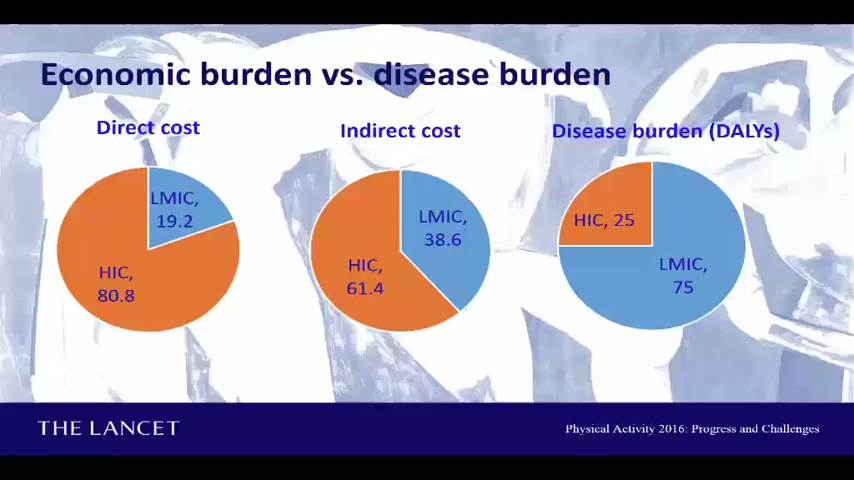 Economic burden vs. disease burden
Direct cost
Indirect cost
Disease burden (DALYs)
LMIC,
19.2
HIC,
80.8
LMIC,
38.6
HIC,
61.4
HIC, 25
LMIC,
75
THE LANCET
Physical Activity 2016: Progress and Challenges